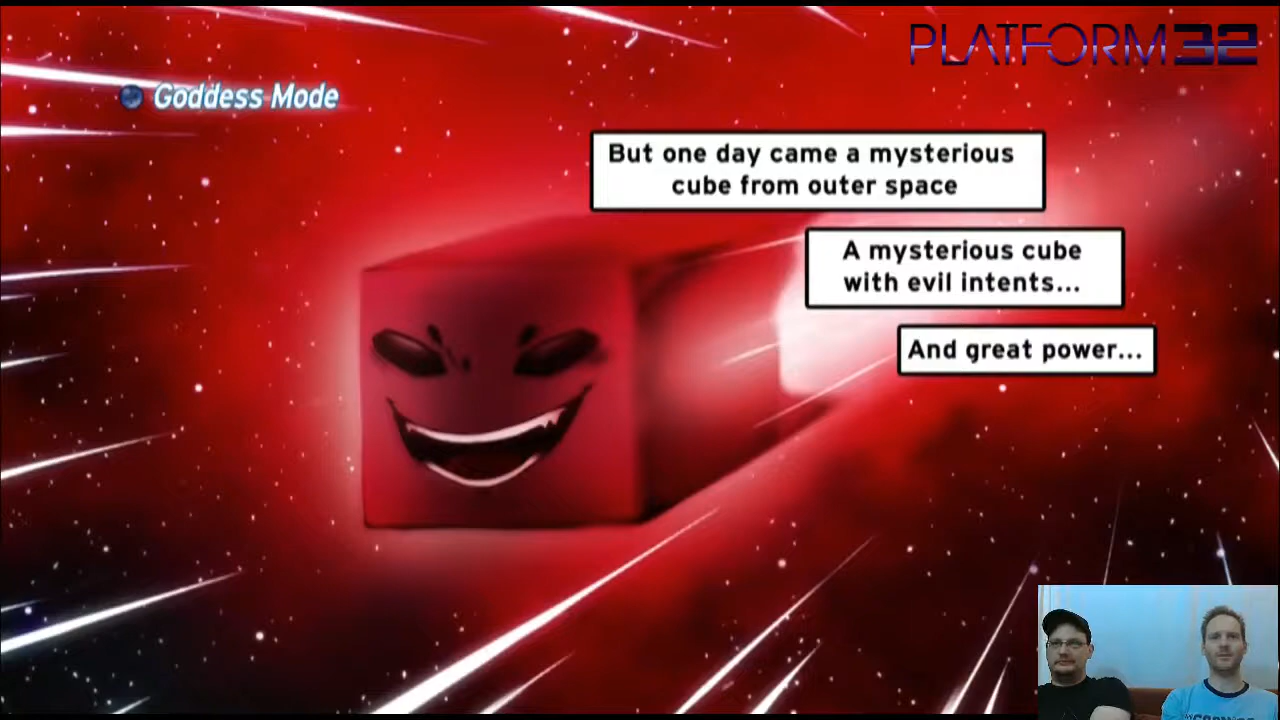 PLATFORM32
Goddess Mode
But one day came a mysterious
cube from outer space
A mysterious cube
with evil intents...
And great power...